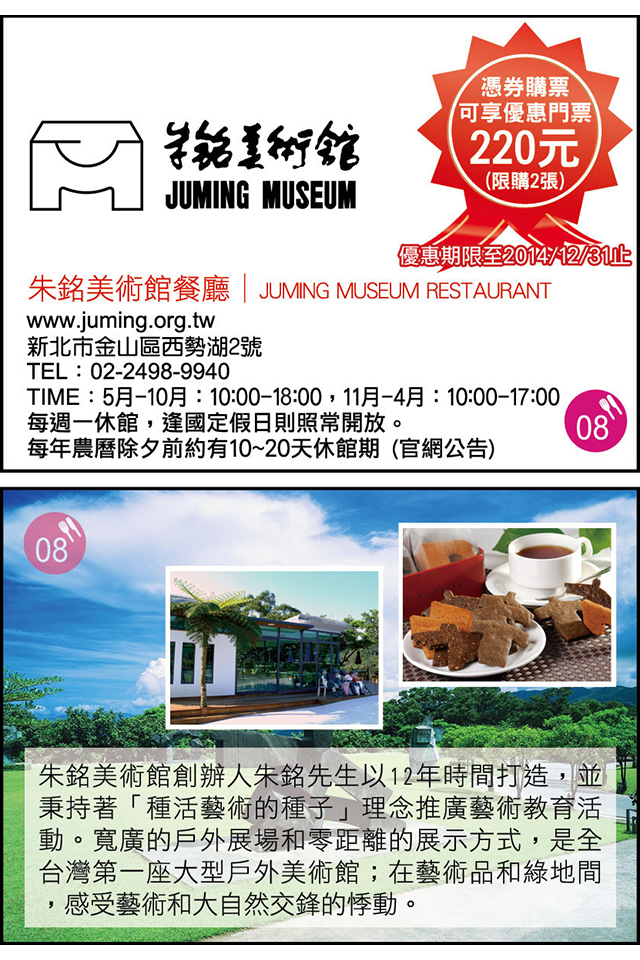 憑券購票
可享優惠門票
220元
(限購2張)
優惠期限至2014/12/31止
朱銘美術館
JUMING MUSEUM
朱銘美術館餐廳│JUMING MUSEUM RESTAURANT
www.juming.org.tw
新北市金山區西勢湖2號
TEL：02-2498-9940
TIME：5月-10月：10:00-18:00，11月-4月：10:00-17:00
每週一休館，逢國定假日則照常開放。
每年農曆除夕前約有10~20天休館期 (官網公告)
08
08
朱銘美術館創辦人朱銘先生以12年時間打造，並
秉持著「種活藝術的種子」理念推廣藝術教育活
動。寬廣的戶外展場和零距離的展示方式，是全
台灣第一座大型戶外美術館；在藝術品和綠地間
，感受藝術和大自然交鋒的悸動。